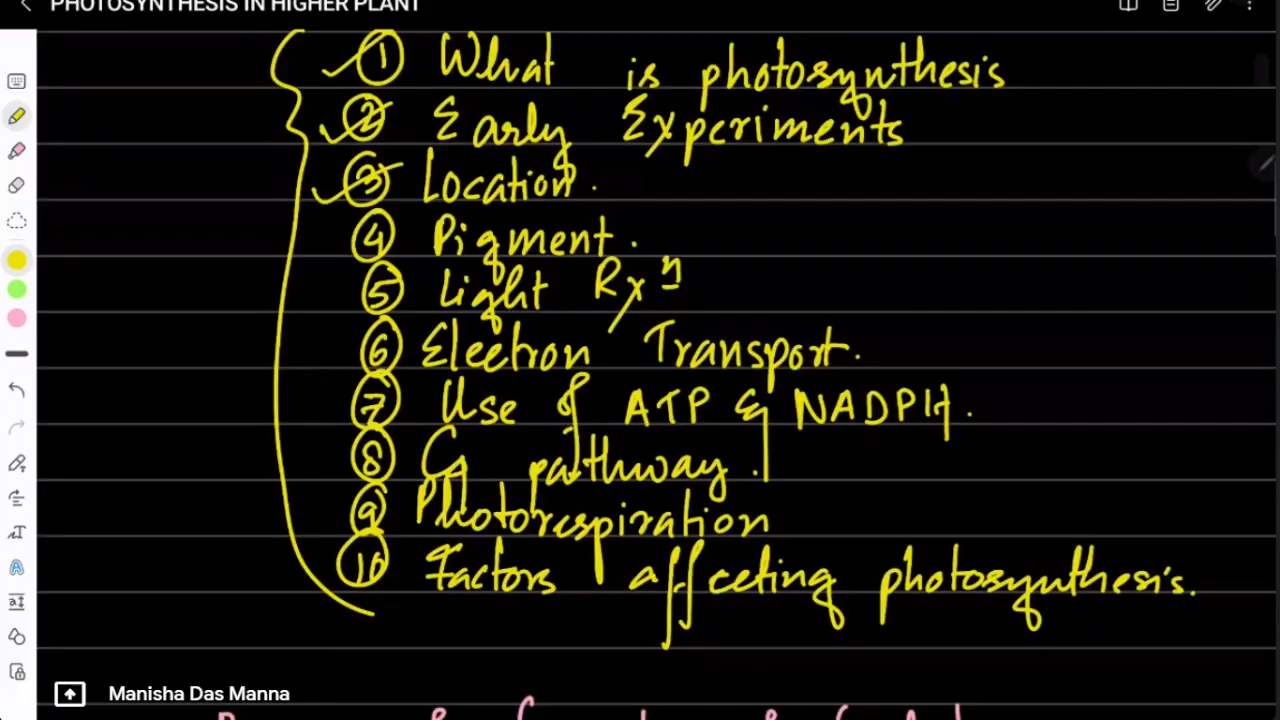 PHOTOSYNTHESIS IN HIGHER PLANT
① What is photosynthesis
② Early Experiments
③ Location.
④ Pigment.
⑤ Light Rxⁿ
⑥ Electron Transport.
⑦ Use of ATP & NADPH.
⑧ C4 pathway.
⑨ Photorespiration
⑩ Factors affecting photosynthesis.
Manisha Das Manna